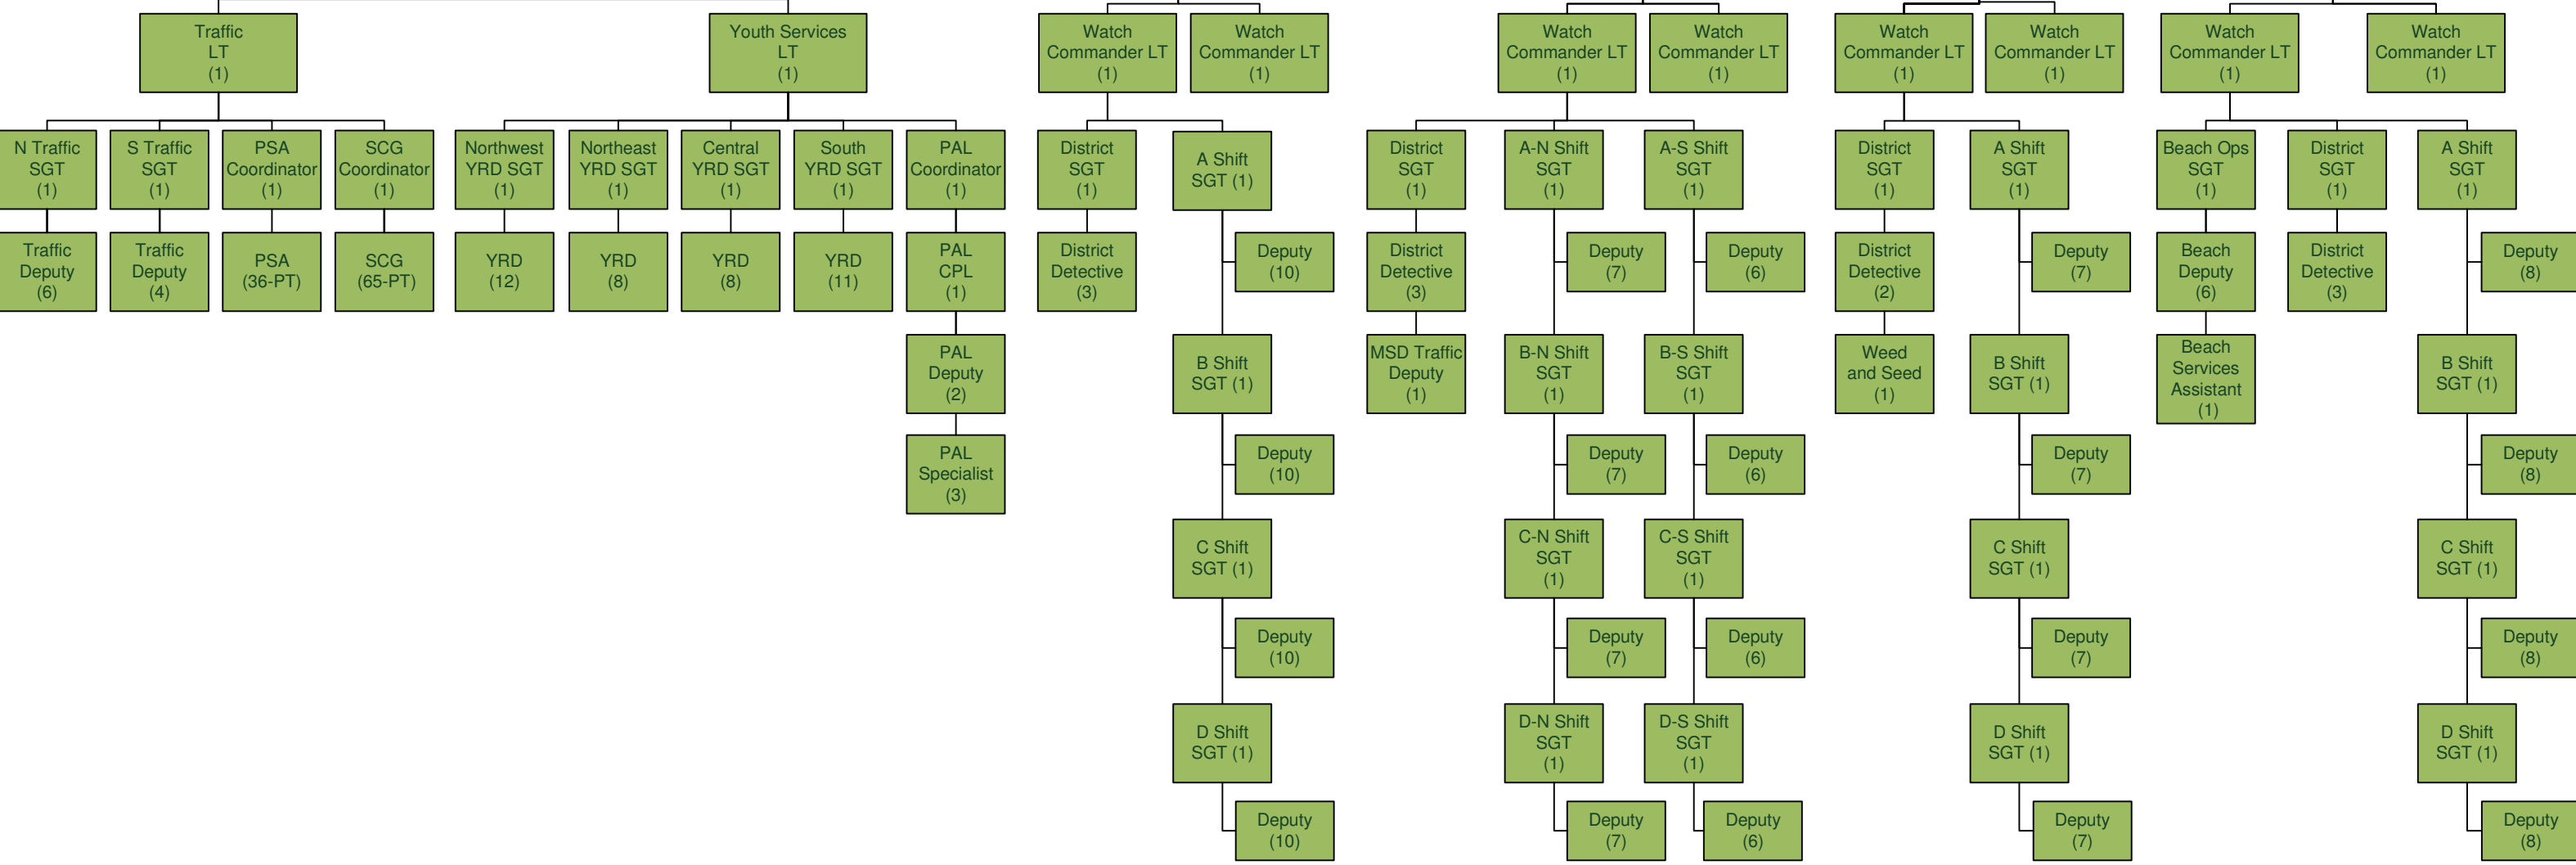 Traffic
LT
(1)
Youth Services
LT
(1)
Watch
Commander LT
(1)
Watch
Commander LT
(1)
Watch
Commander LT
(1)
Watch
Commander LT
(1)
Watch
Commander LT
(1)
Watch
Commander LT
(1)
Watch
Commander LT
(1)
Watch
Commander LT
(1)
N Traffic
SGT
(1)
S Traffic
SGT
(1)
PSA
Coordinator
(1)
SCG
Coordinator
(1)
Northwest
YRD SGT
(1)
Northeast
YRD SGT
(1)
Central
YRD SGT
(1)
South
YRD SGT
(1)
PAL
Coordinator
(1)
District
SGT
(1)
A Shift
SGT (1)
District
SGT
(1)
A-N Shift
SGT
(1)
A-S Shift
SGT
(1)
District
SGT
(1)
A Shift
SGT
(1)
Beach Ops
SGT
(1)
District
SGT
(1)
A Shift
SGT
(1)
Traffic
Deputy
(6)
Traffic
Deputy
(4)
PSA
(36-PT)
SCG
(65-PT)
YRD
(12)
YRD
(8)
YRD
(8)
YRD
(11)
PAL
CPL
(1)
District
Detective
(3)
Deputy
(10)
District
Detective
(3)
Deputy
(7)
Deputy
(6)
District
Detective
(2)
Deputy
(7)
Beach
Deputy
(6)
District
Detective
(3)
Deputy
(8)
PAL
Deputy
(2)
B Shift
SGT (1)
MSD Traffic
Deputy
(1)
B-N Shift
SGT
(1)
B-S Shift
SGT
(1)
Weed
and Seed
(1)
B Shift
SGT (1)
Beach
Services
Assistant
(1)
B Shift
SGT (1)
PAL
Specialist
(3)
Deputy
(10)
Deputy
(7)
Deputy
(6)
Deputy
(7)
Deputy
(8)
C Shift
SGT (1)
C-N Shift
SGT
(1)
C-S Shift
SGT
(1)
C Shift
SGT (1)
C Shift
SGT (1)
Deputy
(10)
Deputy
(7)
Deputy
(6)
Deputy
(7)
Deputy
(8)
D Shift
SGT (1)
D-N Shift
SGT
(1)
D-S Shift
SGT
(1)
D Shift
SGT (1)
D Shift
SGT (1)
Deputy
(10)
Deputy
(7)
Deputy
(6)
Deputy
(7)
Deputy
(8)